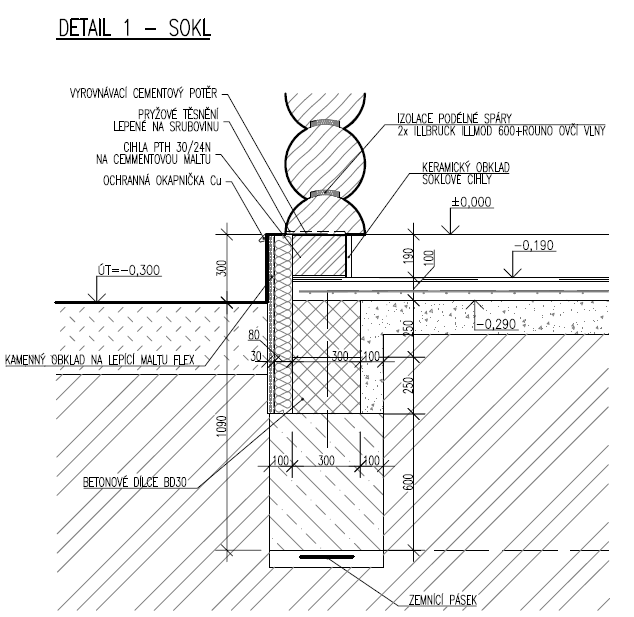 DETAIL 1 – SOKL
VYROVNÁVACÍ CEMENTOVÝ POTĚR
PRYŽOVÉ TĚSNĚNÍ
LEPENÉ NA SRUBOVINU
CIHLA PTH 30/24N
NA CEMMENTOVOU MALTU
OCHRANNÁ OKAPNIČKA Cu
IZOLACE PODÉLNÉ SPÁRY
2x ILLBRUCK ILLMOD 600+ROUNO OVČÍ VLNY
KERAMICKÝ OBKLAD
SOKLOVÉ CIHLY
±0,000
-0,190
190
100
300
ÚT=-0,300
-0,290
250
80
30
300
100
KAMENNÝ OBKLAD NA LEPÍCÍ MALTU FLEX
250
1090
100
300
100
600
BETONOVÉ DÍLCE BD30
ZEMNÍCÍ PÁSEK